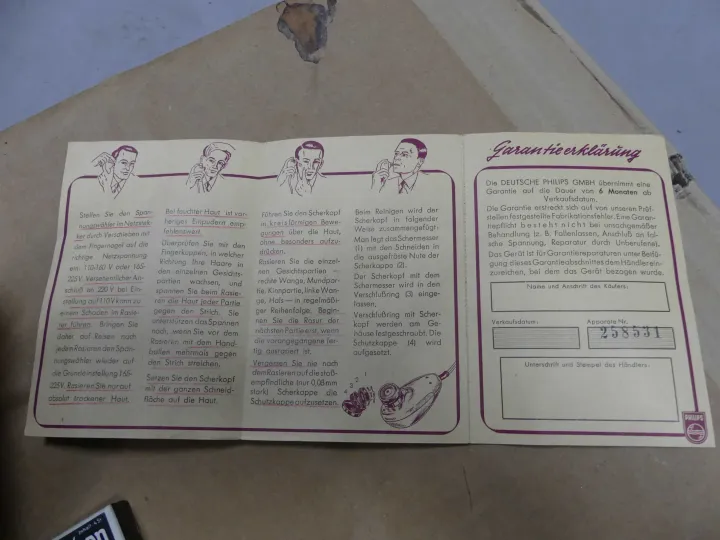 Stellen Sie den Span-
nungswähler im Netzstek-
ker durch Verschieben mit
dem Fingernagel auf die
richtige Netzspannung
ein. 110-160 V oder 165-
225 V. Versehentlicher An-
schluß an 220 V bei Ein-
stellung auf 110 V kann zu
einem Schaden im Rasie-
rer führen. Bringen Sie
daher auf Reisen nach
jedem Rasieren den Span-
nungswähler wieder auf
die Grundeinstellung 165-
225 V. Rasieren Sie nur auf
absolut trockener Haut.
Bei feuchter Haut ist vor-
heriges Einpudern empf-
fehlenswert.
Überprüfen Sie mit den
Fingerkuppen, in welcher
Richtung Ihre Haare in
den einzelnen Gesichts-
partien wachsen, und
spannen Sie beim Rasie-
ren die Haut jeder Partie
gegen den Strich. Sie
unterstützen das Spannen
noch, wenn Sie vor dem
Rasieren mit dem Hand-
ballen mehrmals gegen
den Strich streichen.
Setzen Sie den Scherkopf
mit der ganzen Schneid-
fläche auf die Haut.
Führen Sie den Scherkopf
in kreisförmigen Bewe-
gungen über die Haut,
ohne besonders aufzu-
drücken.
Rasieren Sie die einzel-
nen Gesichtspartien —
rechte Wange, Mundpar-
tie, Kinnpartie, linke Wan-
ge, Hals — in regelmäßi-
ger Reihenfolge. Begin-
nen Sie die Rasur der
nächsten Partie erst, wenn
die vorangegangene fer-
tig ausrasiert ist.
Vergessen Sie nie nach
dem Rasieren auf die stoß-
empfindliche (nur 0,08 mm
stark) Scherkappe die
Schutzkappe aufzusetzen.
Beim Reinigen wird der
Scherkopf in folgender
Weise zusammengefügt:
Man legt das Schermesser
(1) mit den Schneiden in
die ausgefräste Nute der
Scherkappe (2).
Der Scherkopf mit dem
Schermesser wird in den
Verschlußring (3) einge-
lassen.
Verschlußring mit Scher-
kopf werden am Ge-
häuse festgeschraubt. Die
Schutzkappe (4) wird
aufgesetzt.
4 3 2 1
Garantieerklärung
Die DEUTSCHE PHILIPS GMBH übernimmt eine
Garantie auf die Dauer von 6 Monaten ab
Verkaufsdatum.
Die Garantie erstreckt sich auf von unseren Prüf-
stellen festgestellte Fabrikationsfehler. Eine Garan-
tiepflicht besteht nicht bei unsachgemäßer
Behandlung (z. B. Folienlassen, Anschluß an fal-
sche Spannung, Reparatur durch Unberufene).
Das Gerät ist für Garantiereparaturen unter Beifü-
gung dieses Garantieabschnittes dem Händler ein-
zureichen, bei dem das Gerät bezogen wurde.
Name und Anschrift des Käufers:
Verkaufsdatum:
Apparate Nr.
258531
Unterschrift und Stempel des Händlers:
PHILIPS